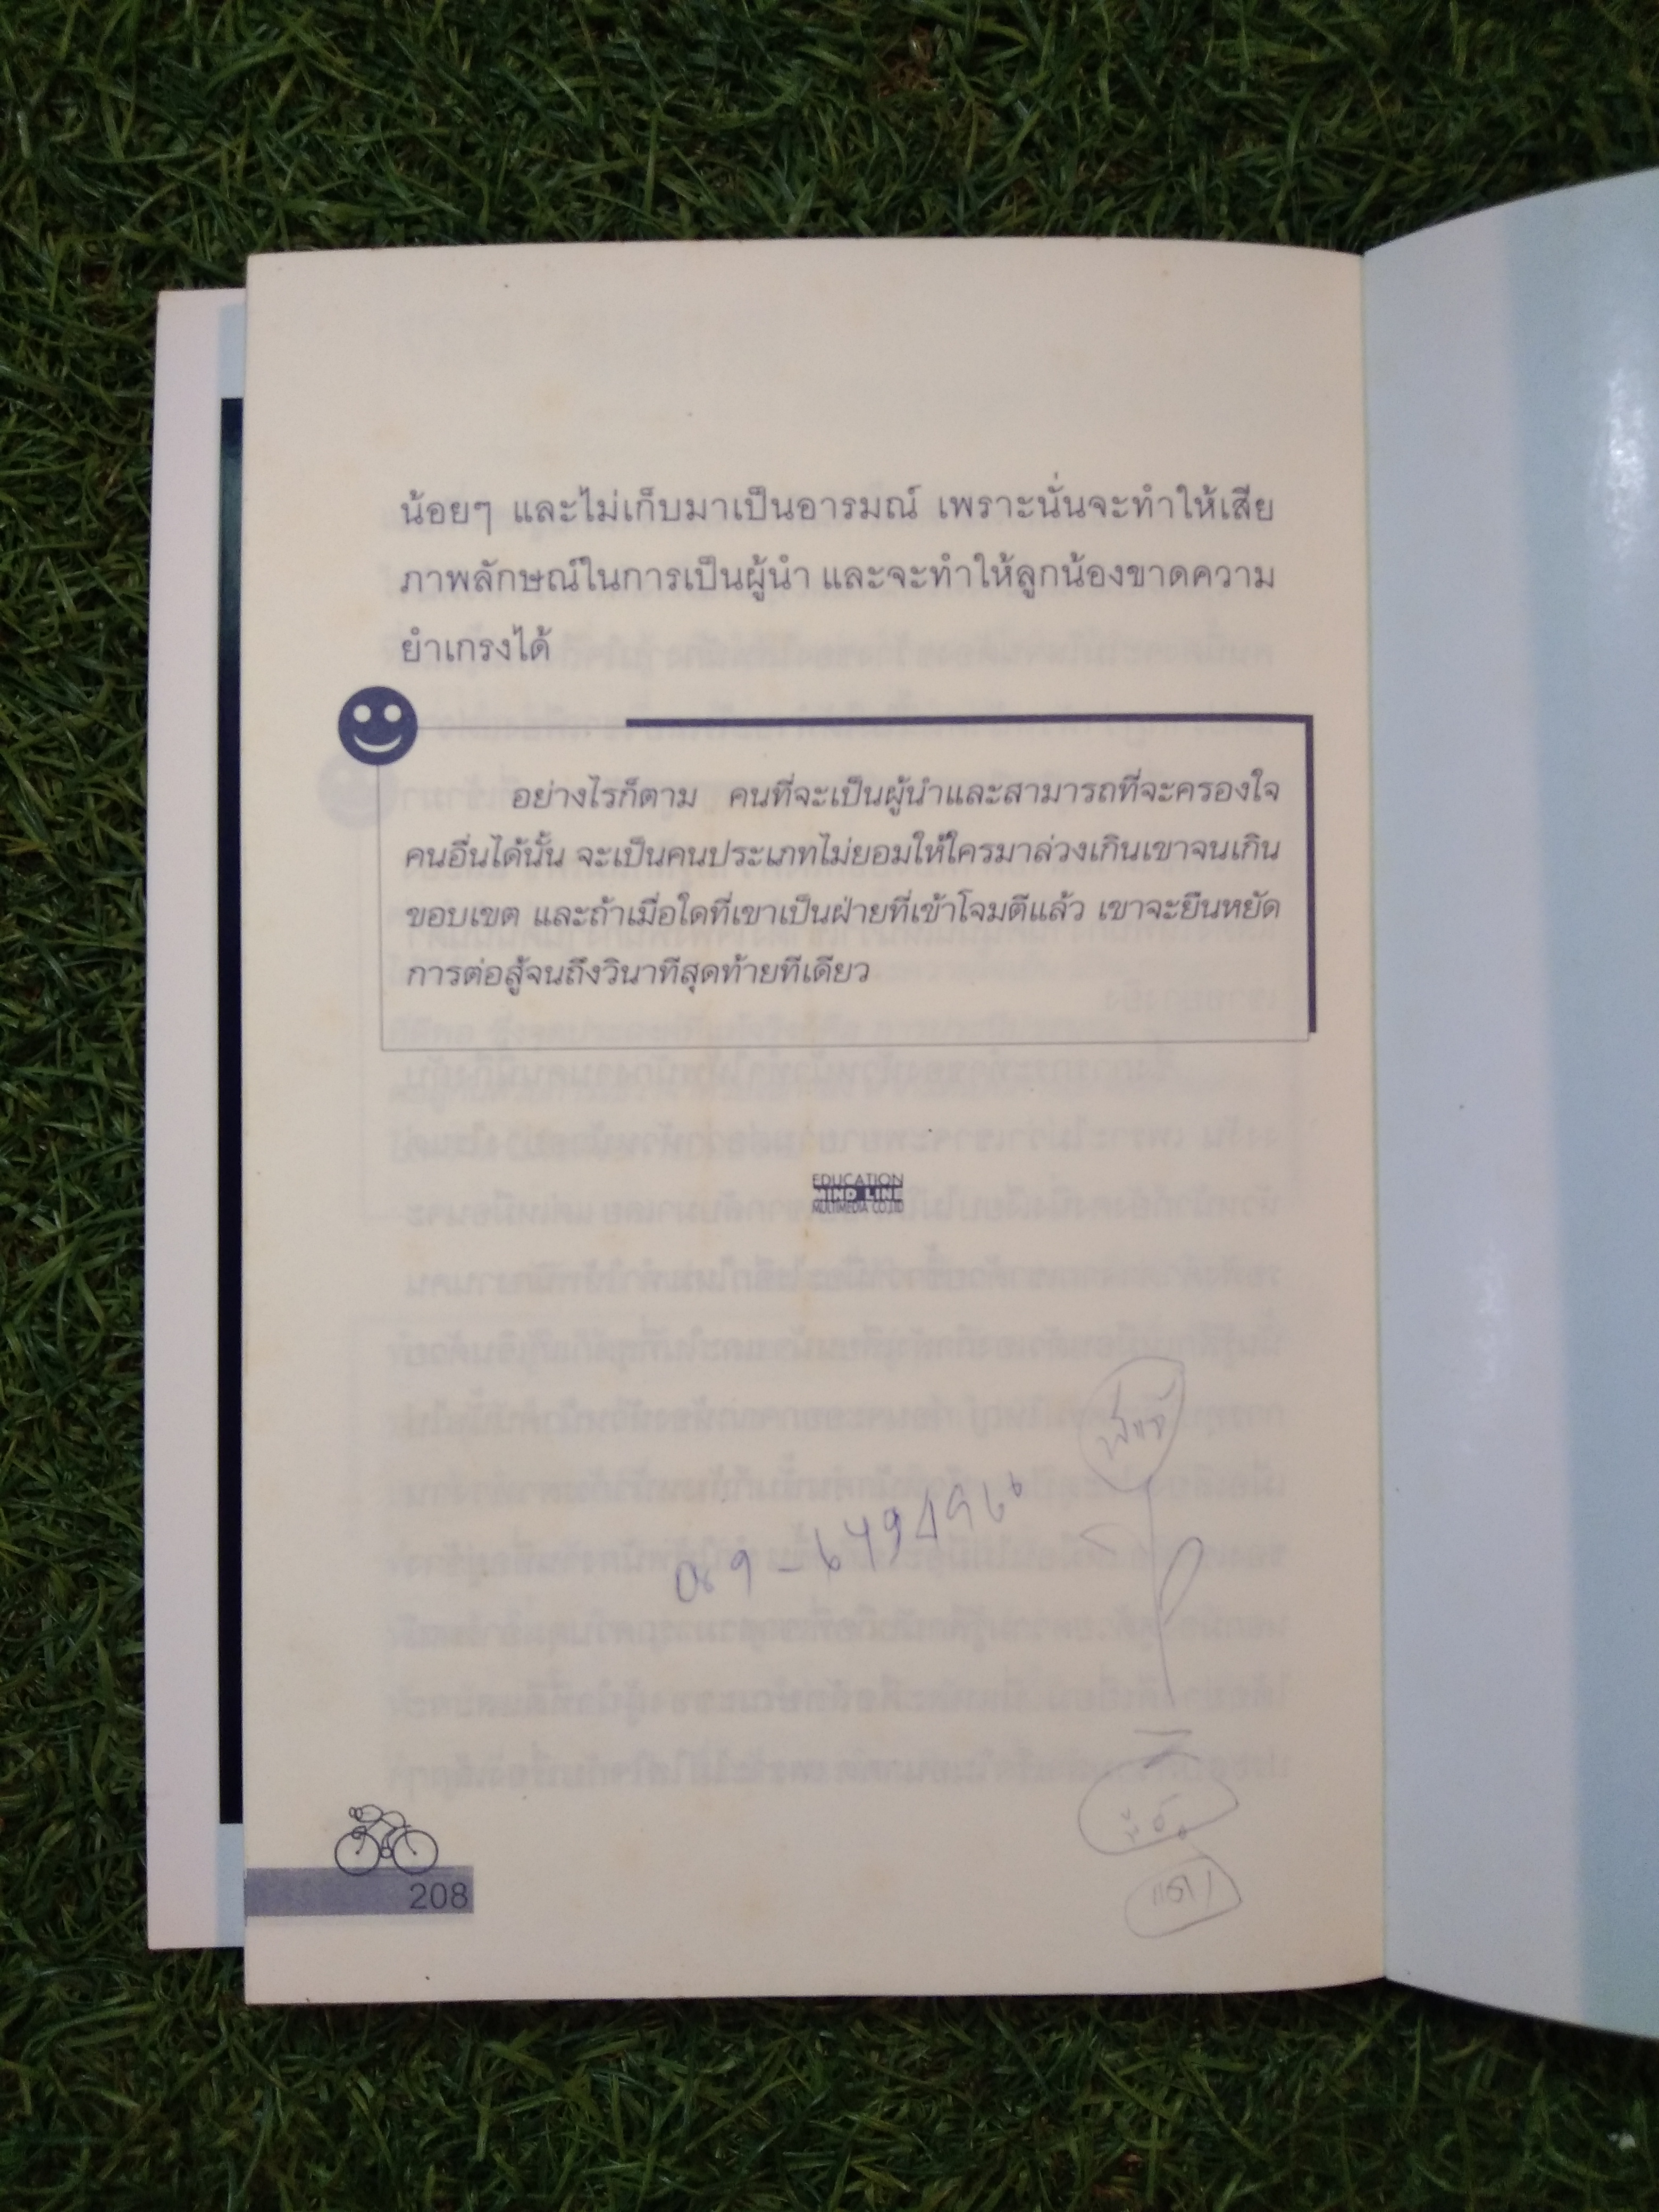 น้อยๆ และไม่เก็บมาเป็นอารมณ์ เพราะนั่นจะทำให้เสีย
ภาพลักษณ์ในการเป็นผู้นำ และจะทำให้ลูกน้องขาดความ
ยำเกรงได้
อย่างไรก็ตาม คนที่จะเป็นผู้นำและสามารถที่จะครองใจ
คนอื่นได้นั้น จะเป็นคนประเภทไม่ยอมให้ใครมาล่วงเกินเขาจนเกิน
ขอบเขต และถ้าเมื่อใดที่เขาเป็นฝ่ายที่เข้าโจมตีแล้ว เขาจะยืนหยัด
การต่อสู้จนถึงวินาทีสุดท้ายทีเดียว
EDUCATION
MIND LINE
MULTIMEDIA CO.,LTD
208